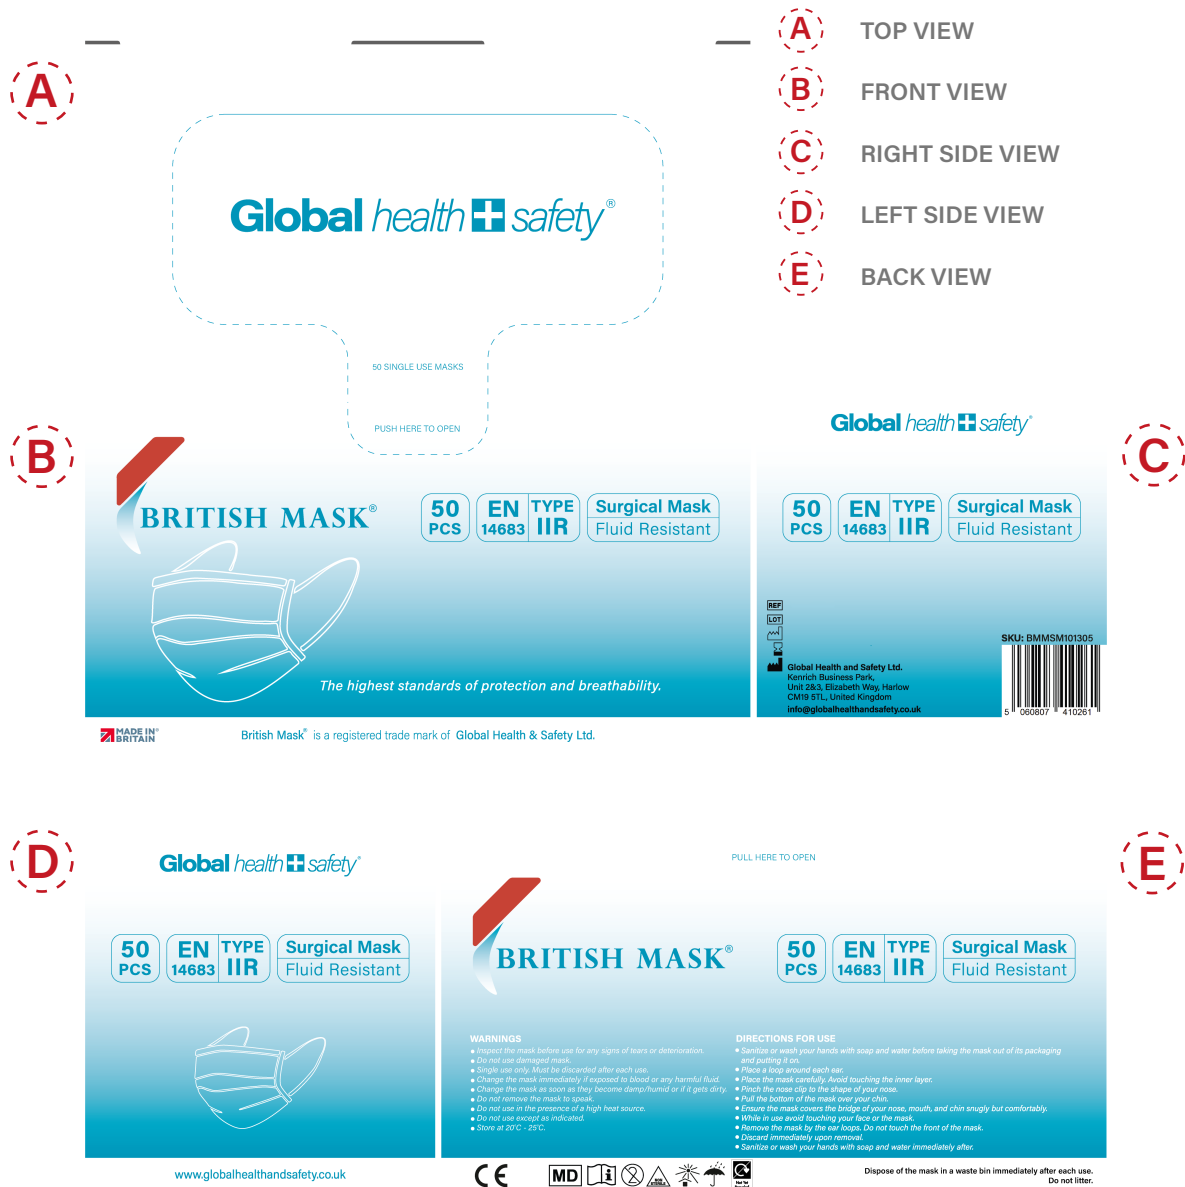 A TOP VIEW
B FRONT VIEW
C RIGHT SIDE VIEW
D LEFT SIDE VIEW
E BACK VIEW
A
Global health safety®
50 SINGLE USE MASKS
PUSH HERE TO OPEN
B
BRITISH MASK®
50 PCS
EN 14683
TYPE IIR
Surgical Mask
Fluid Resistant
The highest standards of protection and breathability.
MADE IN® BRITAIN
British Mask® is a registered trade mark of Global Health & Safety Ltd.
C
Global health safety®
50 PCS
EN 14683
TYPE IIR
Surgical Mask
Fluid Resistant
REF
LOT
Global Health and Safety Ltd.
Kenrich Business Park,
Unit 2&3, Elizabeth Way, Harlow
CM19 5TL, United Kingdom
info@globalhealthandsafety.co.uk
SKU: BMMSM101305
5 060807 410261
D
Global health safety®
50 PCS
EN 14683
TYPE IIR
Surgical Mask
Fluid Resistant
www.globalhealthandsafety.co.uk
E
PULL HERE TO OPEN
BRITISH MASK®
50 PCS
EN 14683
TYPE IIR
Surgical Mask
Fluid Resistant
WARNINGS
• Inspect the mask before use for any signs of tears or deterioration.
• Do not use damaged mask.
• Single use only. Must be discarded after each use.
• Change the mask immediately if exposed to blood or any harmful fluid.
• Change the mask as soon as they become damp/humid or if it gets dirty.
• Do not remove the mask to speak.
• Do not use in the presence of a high heat source.
• Do not use except as indicated.
• Store at 20°C - 25°C.
DIRECTIONS FOR USE
• Sanitize or wash your hands with soap and water before taking the mask out of its packaging
and putting it on.
• Place a loop around each ear.
• Place the mask carefully. Avoid touching the inner layer.
• Pinch the nose clip to the shape of your nose.
• Pull the bottom of the mask over your chin.
• Ensure the mask covers the bridge of your nose, mouth, and chin snugly but comfortably.
• While in use avoid touching your face or the mask.
• Remove the mask by the ear loops. Do not touch the front of the mask.
• Discard immediately upon removal.
• Sanitize or wash your hands with soap and water immediately after.
CE
MD
NON STERILE
Not Yet
Dispose of the mask in a waste bin immediately after each use.
Do not litter.